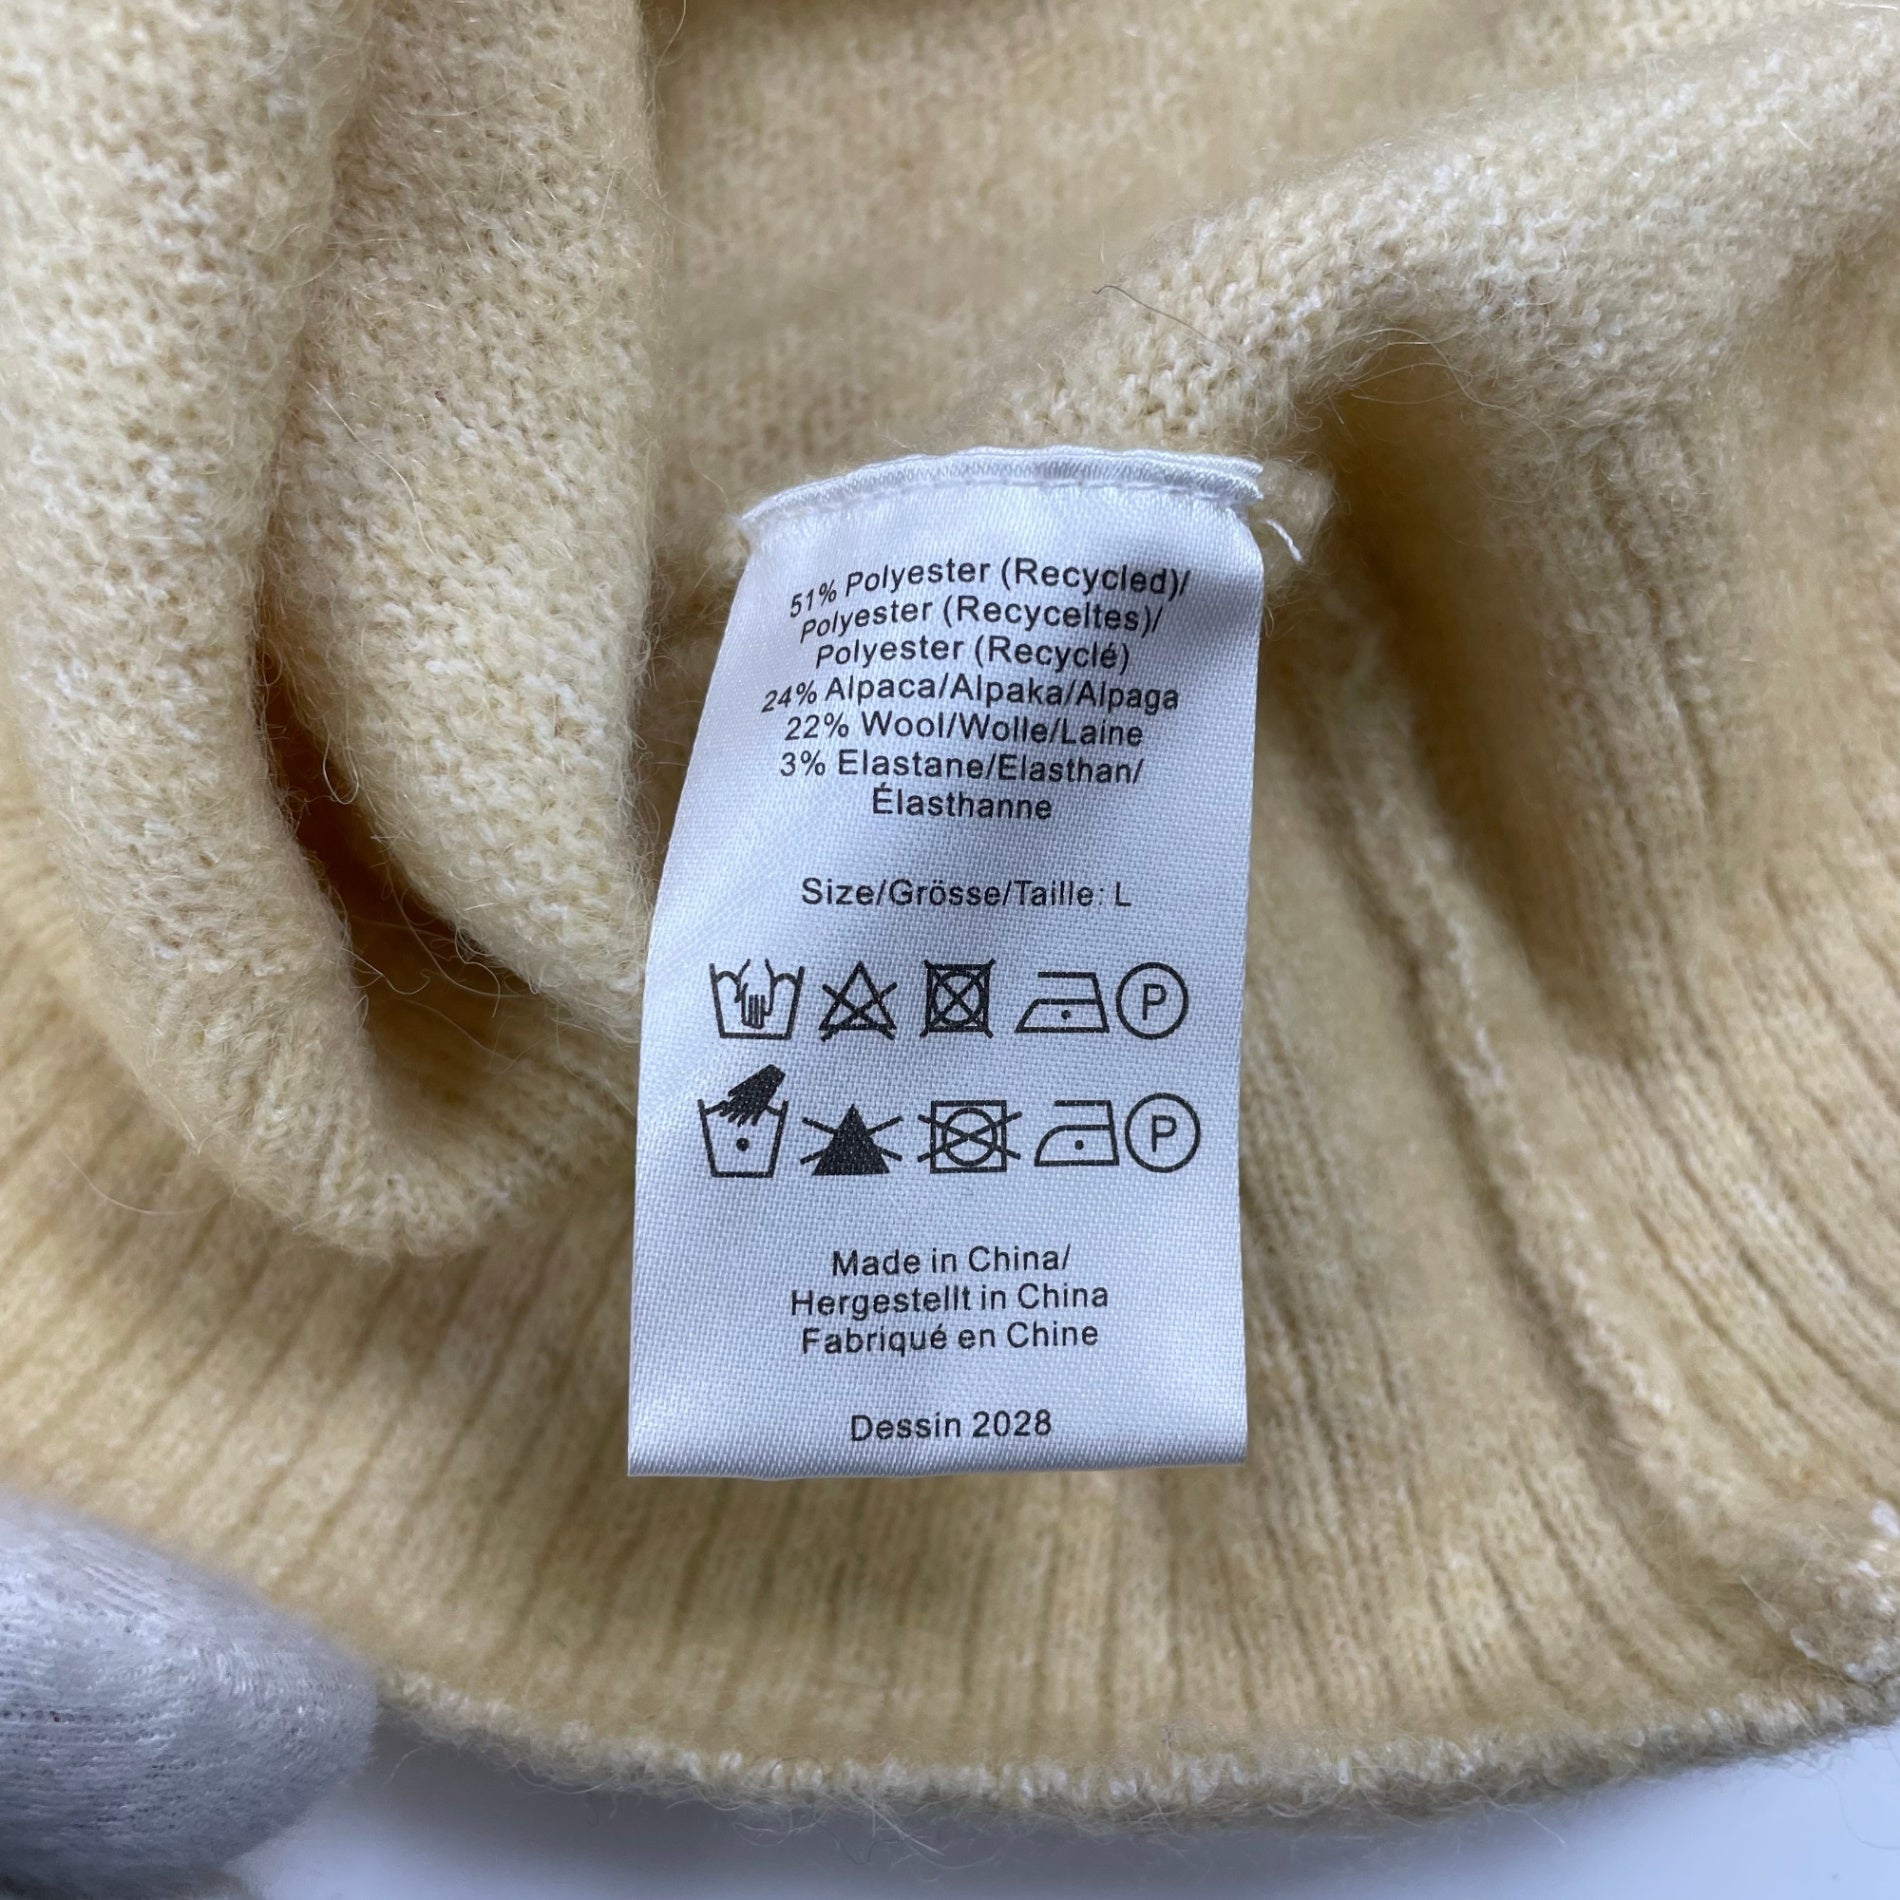 51% Polyester (Recycled)/
Polyester (Recyceltes)/
Polyester (Recyclé)
24% Alpaca/Alpaka/Alpaga
22% Wool/Wolle/Laine
3% Elastane/Elasthan/
Élasthanne
Size/Grösse/Taille: L
P
P
Made in China/
Hergestellt in China
Fabriqué en Chine
Dessin 2028